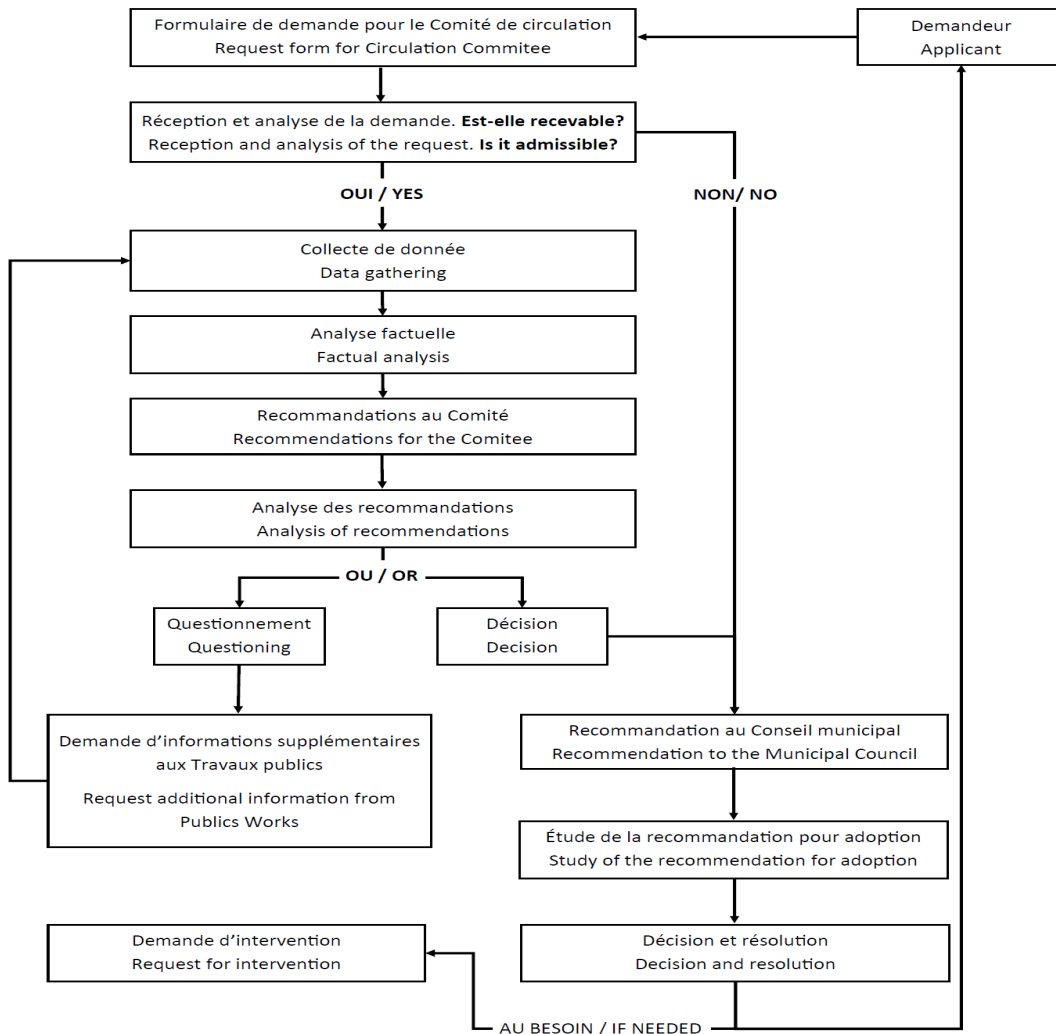 Formulaire de demande pour le Comité de circulation
Request form for Circulation Commitee
Demandeur
Applicant
Réception et analyse de la demande. Est-elle recevable?
Reception and analysis of the request. Is it admissible?
OUI / YES
NON/ NO
Collecte de donnée
Data gathering
Analyse factuelle
Factual analysis
Recommandations au Comité
Recommendations for the Comitee
Analyse des recommandations
Analysis of recommendations
OU / OR
Questionnement
Questioning
Décision
Decision
Demande d'informations supplémentaires
aux Travaux publics
Request additional information from
Publics Works
Recommandation au Conseil municipal
Recommendation to the Municipal Council
Étude de la recommandation pour adoption
Study of the recommendation for adoption
Demande d'intervention
Request for intervention
Décision et résolution
Decision and resolution
AU BESOIN / IF NEEDED